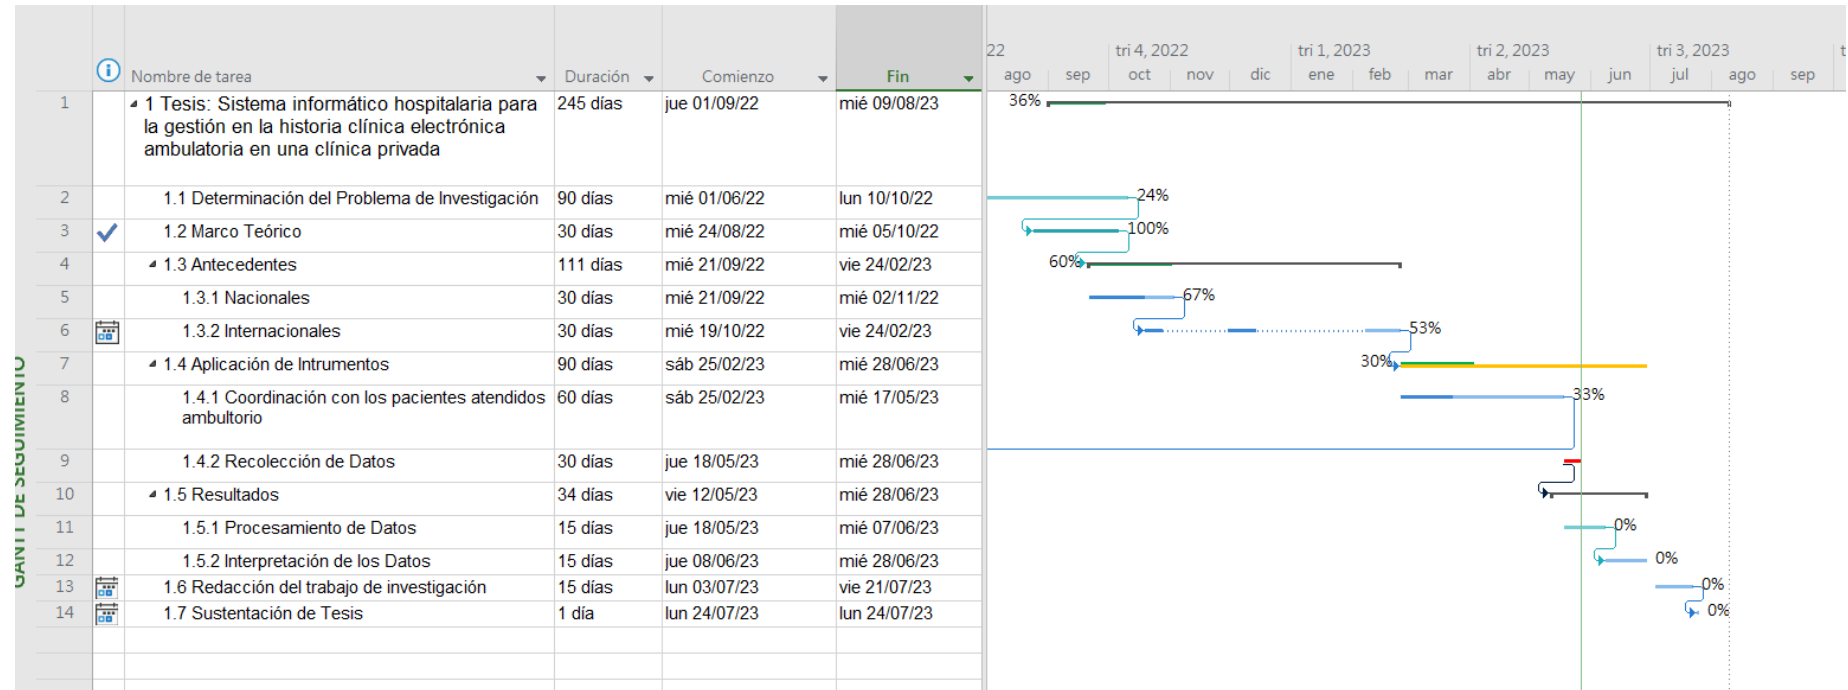 22 tri 4, 2022 tri 1, 2023 tri 2, 2023 tri 3, 2023 t
Nombre de tarea Duración Comienzo Fin ago sep oct nov dic ene feb mar abr may jun jul ago sep
1 1 Tesis: Sistema informático hospitalaria para 245 días jue 01/09/22 mié 09/08/23 36%
la gestión en la historia clínica electrónica
ambulatoria en una clínica privada
2 1.1 Determinación del Problema de Investigación 90 días mié 01/06/22 lun 10/10/22 24%
3 1.2 Marco Teórico 30 días mié 24/08/22 mié 05/10/22 100%
4 1.3 Antecedentes 111 días mié 21/09/22 vie 24/02/23 60%
5 1.3.1 Nacionales 30 días mié 21/09/22 mié 02/11/22 67%
6 1.3.2 Internacionales 30 días mié 19/10/22 vie 24/02/23 53%
7 1.4 Aplicación de Intrumentos 90 días sáb 25/02/23 mié 28/06/23 30%
8 1.4.1 Coordinación con los pacientes atendidos 60 días sáb 25/02/23 mié 17/05/23 33%
ambultorio
9 1.4.2 Recolección de Datos 30 días jue 18/05/23 mié 28/06/23
10 1.5 Resultados 34 días vie 12/05/23 mié 28/06/23
11 1.5.1 Procesamiento de Datos 15 días jue 18/05/23 mié 07/06/23 0%
12 1.5.2 Interpretación de los Datos 15 días jue 08/06/23 mié 28/06/23 0%
13 1.6 Redacción del trabajo de investigación 15 días lun 03/07/23 vie 21/07/23 0%
14 1.7 Sustentación de Tesis 1 día lun 24/07/23 lun 24/07/23 0%
GANTT DE SEGUIMIENTO